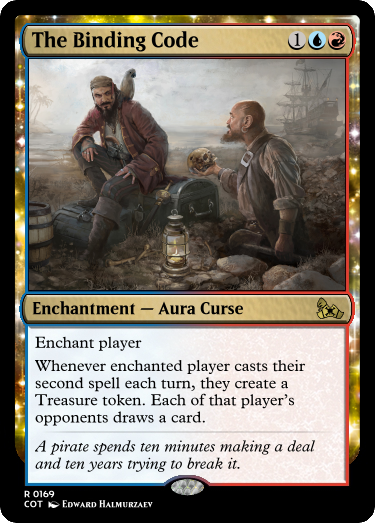 The Binding Code 1
Enchantment — Aura Curse
Enchant player
Whenever enchanted player casts their
second spell each turn, they create a
Treasure token. Each of that player's
opponents draws a card.
A pirate spends ten minutes making a deal
and ten years trying to break it.
R 0169
COT Edward Halmurzaev